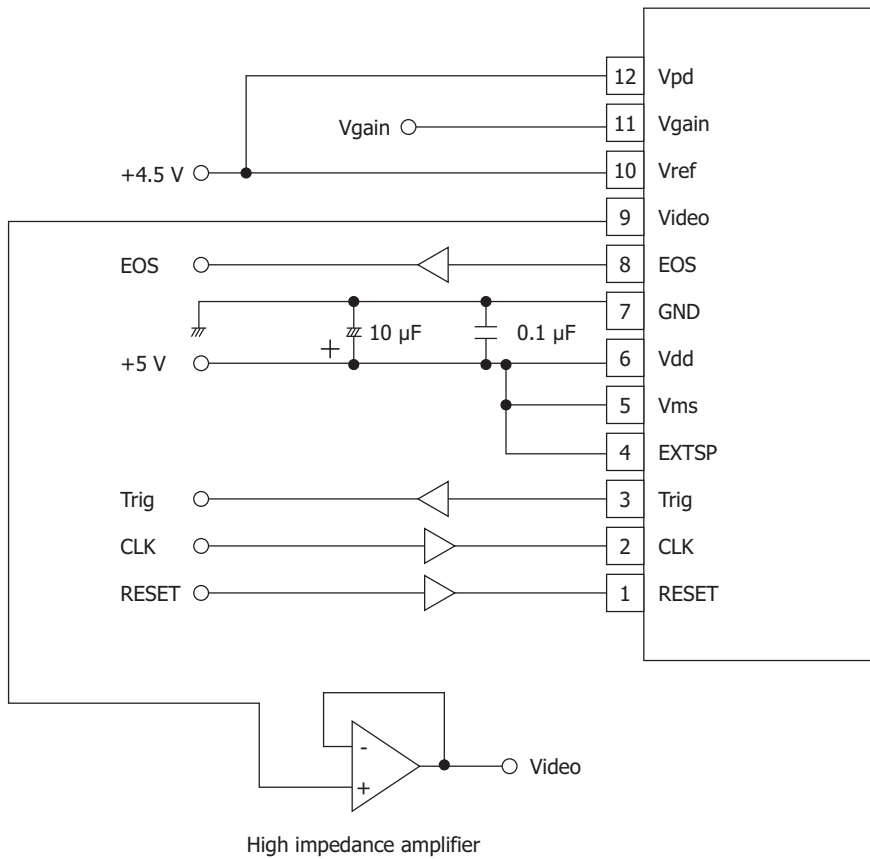 12 Vpd
Vgain 11 Vgain
+4.5 V 10 Vref
9 Video
EOS 8 EOS
7 GND
10 µF 0.1 µF
+
+5 V 6 Vdd
5 Vms
4 EXTSP
Trig 3 Trig
CLK 2 CLK
RESET 1 RESET
-
+
Video
High impedance amplifier